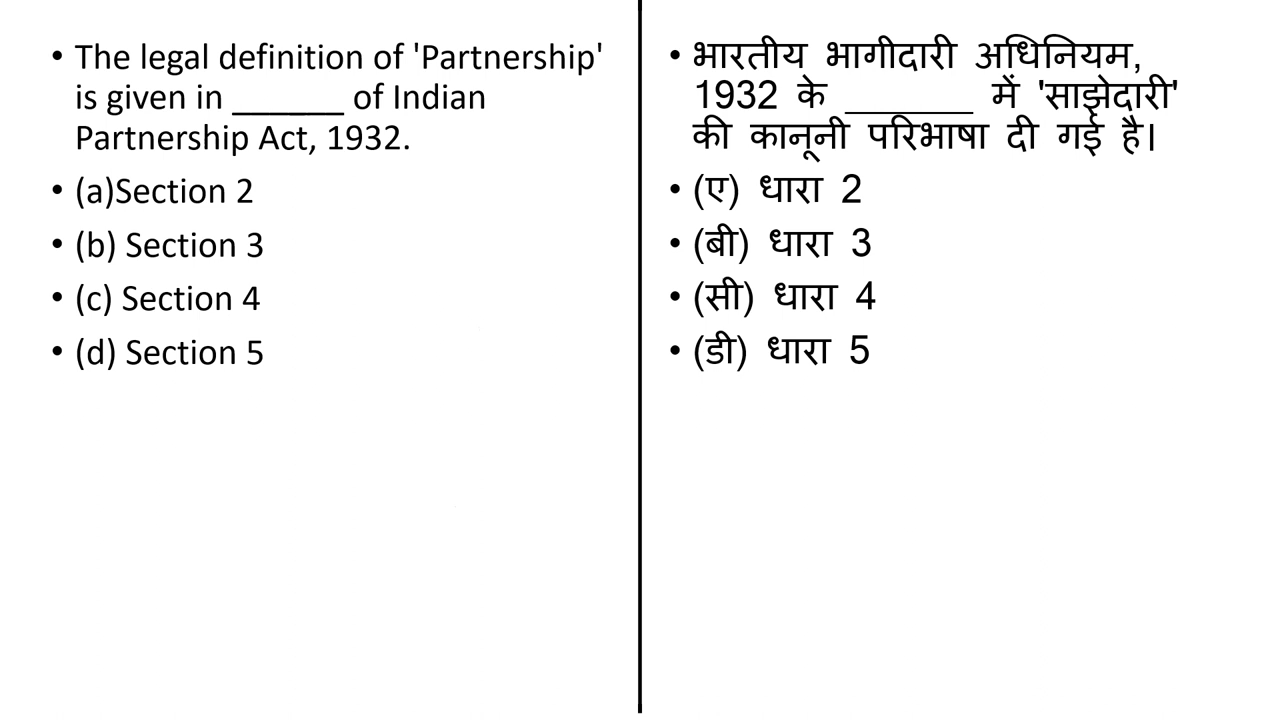 • The legal definition of 'Partnership'
is given in ______ of Indian
Partnership Act, 1932.
• (a)Section 2
• (b) Section 3
• (c) Section 4
• (d) Section 5
• भारतीय भागीदारी अधिनियम,
1932 के ______ में 'साझेदारी'
की कानूनी परिभाषा दी गई है।
• (ए) धारा 2
• (बी) धारा 3
• (सी) धारा 4
• (डी) धारा 5